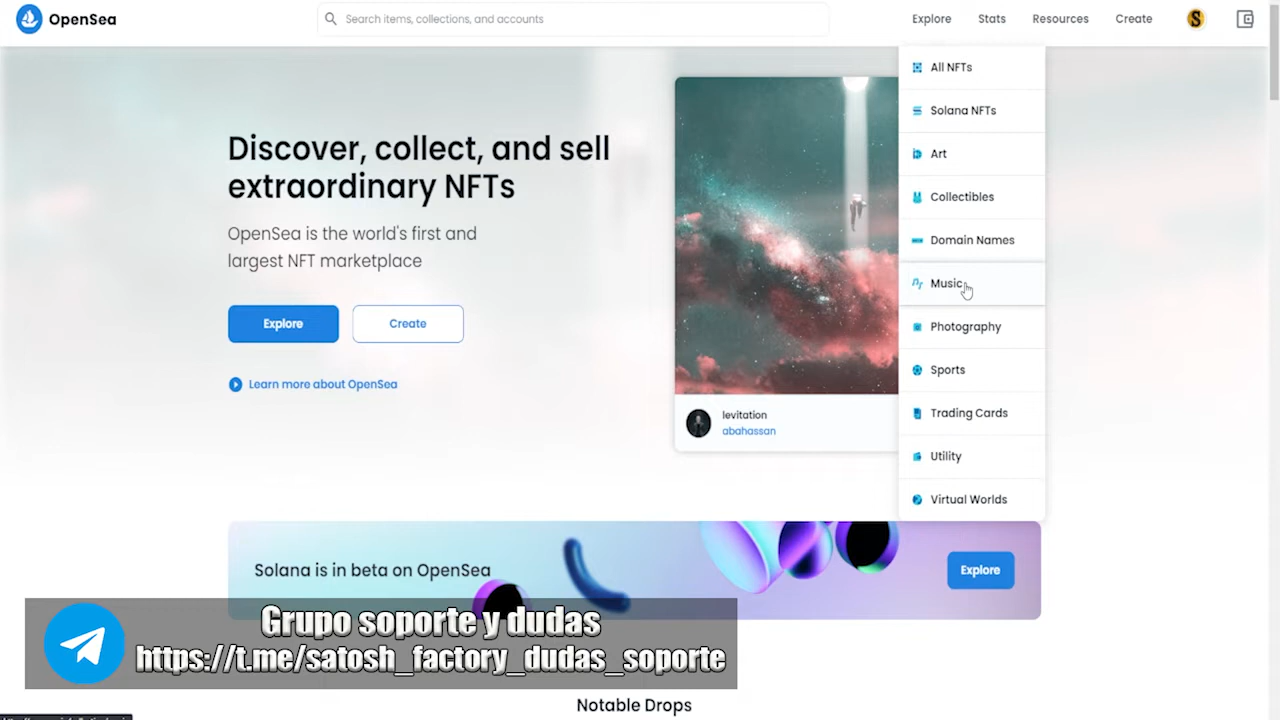 OpenSea
Search items, collections, and accounts
Explore
Stats
Resources
Create
S
All NFTs
Solana NFTs
Art
Collectibles
Domain Names
Music
Photography
Sports
Trading Cards
Utility
Virtual Worlds
Discover, collect, and sell
extraordinary NFTs
OpenSea is the world's first and
largest NFT marketplace
Explore
Create
Learn more about OpenSea
levitation
abahassan
Solana is in beta on OpenSea
Explore
Grupo soporte y dudas
https://t.me/satosh_factory_dudas_soporte
Notable Drops